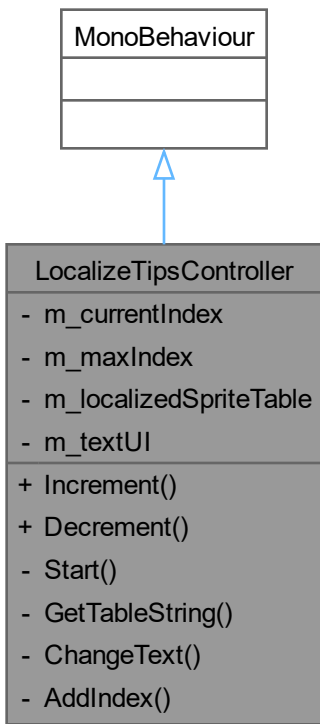 MonoBehaviour
LocalizeTipsController
- m_currentIndex
- m_maxIndex
- m_localizedSpriteTable
- m_textUI
+ Increment()
+ Decrement()
- Start()
- GetTableString()
- ChangeText()
- AddIndex()